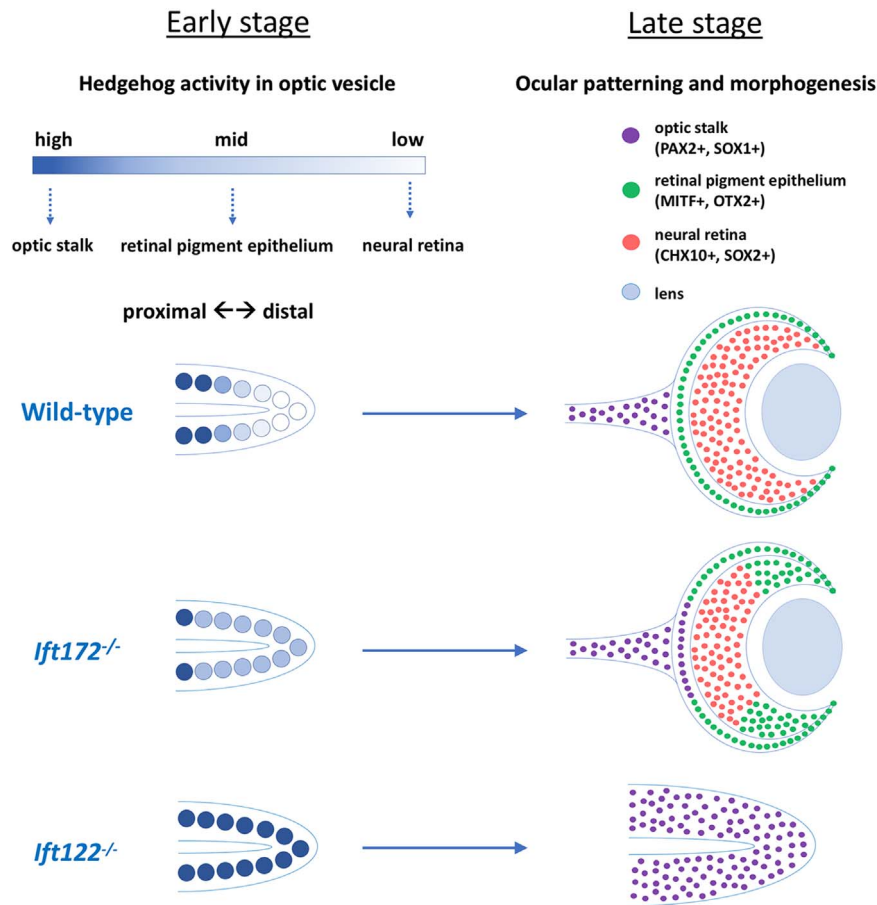 Early stage
Late stage
Hedgehog activity in optic vesicle
Ocular patterning and morphogenesis
high mid low
optic stalk retinal pigment epithelium neural retina
optic stalk
(PAX2+, SOX1+)
retinal pigment epithelium
(MITF+, OTX2+)
neural retina
(CHX10+, SOX2+)
lens
proximal ←→ distal
Wild-type
Ift172-/-
Ift122-/-